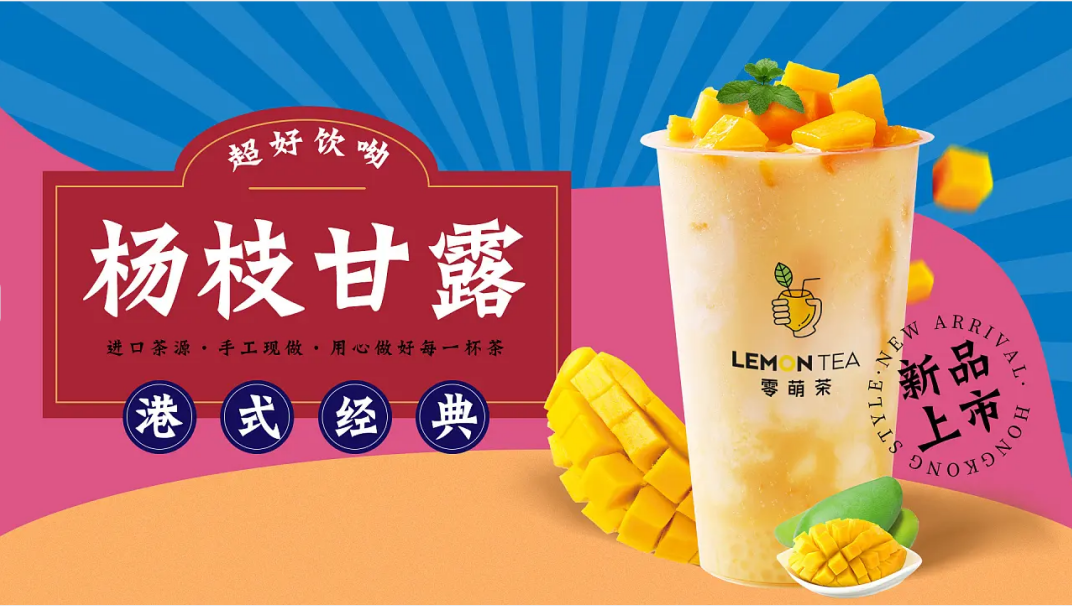 超好饮呦
杨枝甘露
进口茶源·手工现做·用心做好每一杯茶
港式经典
LEMON TEA
零萌茶
NEW ARRIVAL· HONGKONG STYLE·
新品
上市